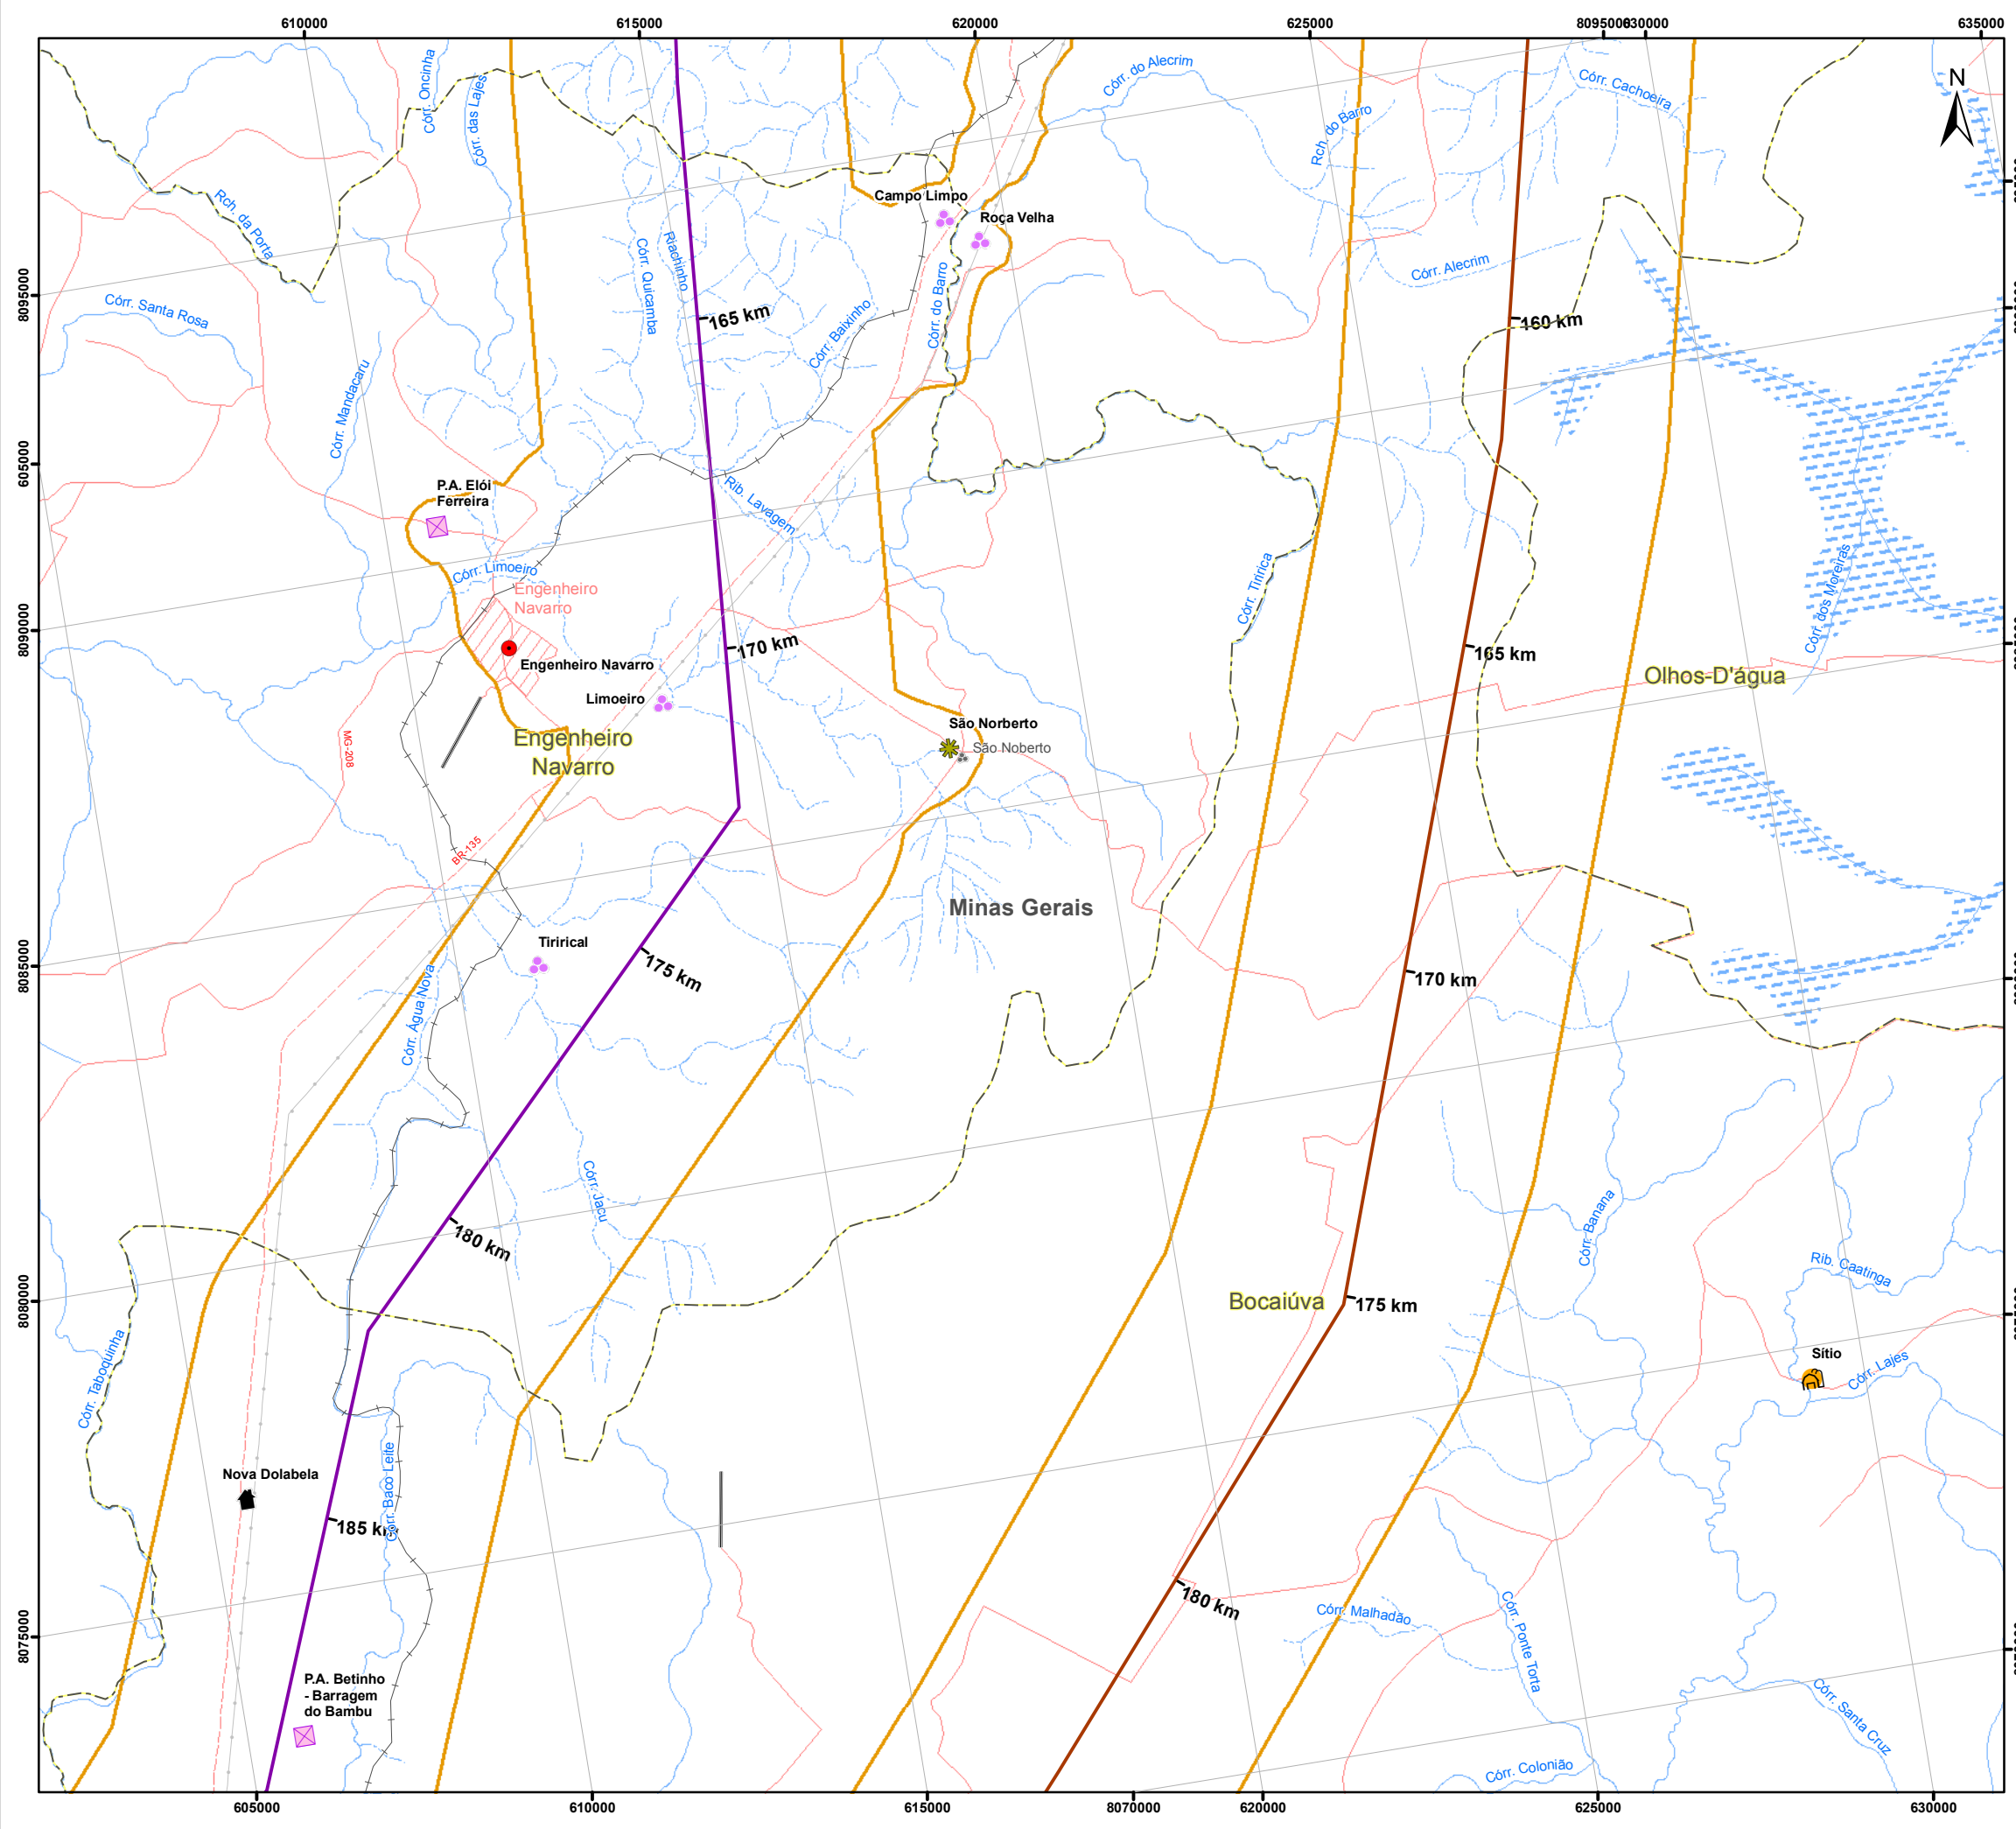 610000
615000
620000
625000
8095000
630000
635000
N
Córr. Oncinha
Córr. das Lajes
Córr. do Alecrim
Rch. do Barro
Córr. Cachoeira
Rch. da Porta
Campo Limpo
Roça Velha
Córr. Quicamba
Riachinho
Córr. do Barro
Córr. Alecrim
8095000
Córr. Santa Rosa
165 km
Córr. Baixinho
160 km
Córr. Mandacaru
6005000
P.A. Elói
Ferreira
Rib. Lavagem
Córr. Limoeiro
Córr. Tiririca
Córr. dos Moreiras
Engenheiro
Navarro
8090000
Engenheiro Navarro
170 km
165 km
Olhos-D'água
Limoeiro
MG-208
Engenheiro
Navarro
São Norberto
São Noberto
BR-135
Minas Gerais
Tiririrical
8085000
175 km
170 km
Córr. Água Nova
Córr. Jacu
180 km
Córr. Banana
Rib. Caatinga
8080000
Bocaiúva
175 km
Córr. Taboquinha
Sítio
Córr. Lajes
Nova Dolabela
Córr. Baco Leite
185 km
180 km
Córr. Malhadão
Córr. Ponte Torta
8075000
P.A. Betinho
- Barragem
do Bambu
Córr. Santa Cruz
Córr. Colonião
605000
610000
615000
8070000
620000
625000
630000